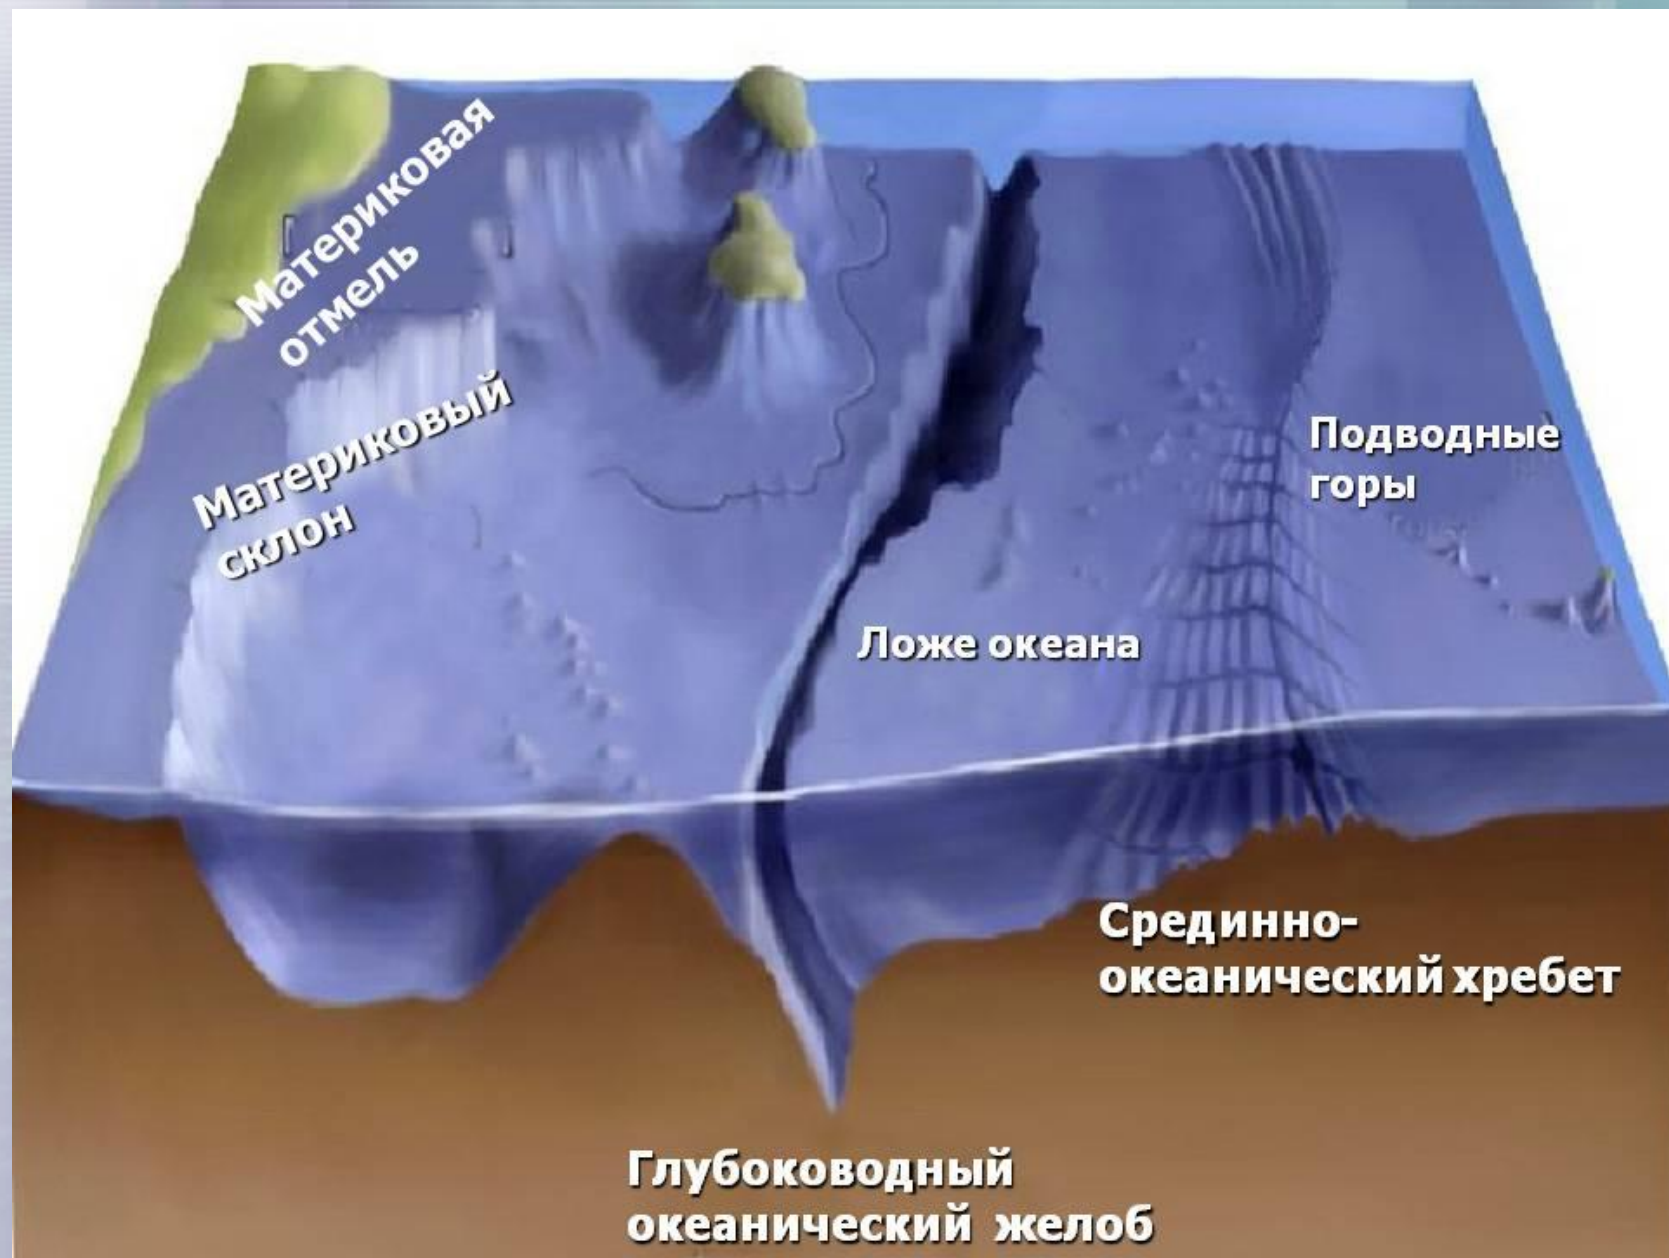 Материковая
отмель
Материковый
склон
Подводные
горы
Ложе океана
Срединно-
океанический хребет
Глубоководный
океанический желоб